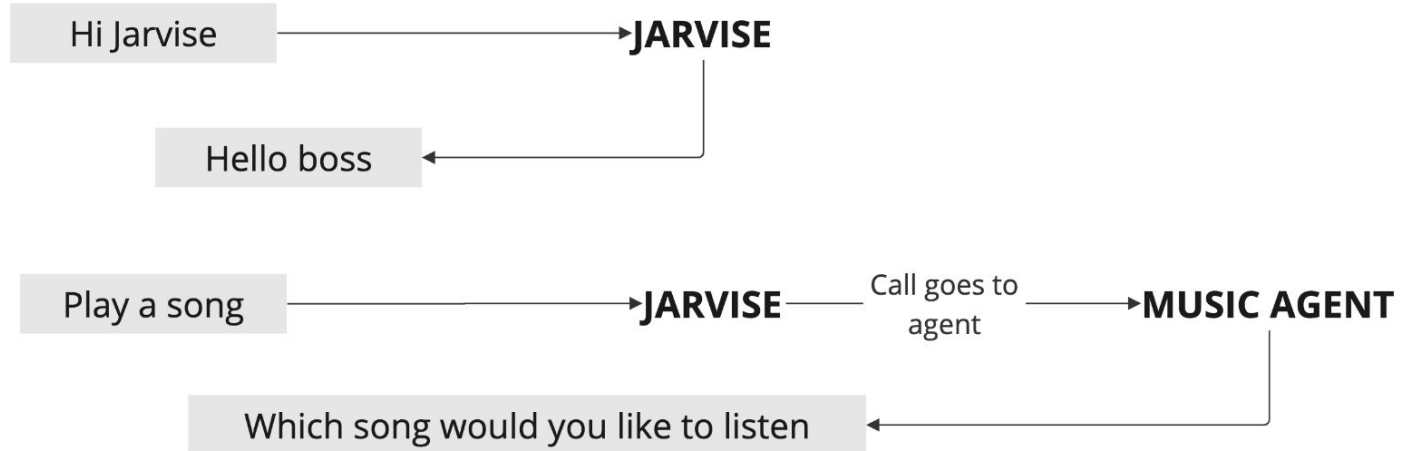 Hi Jarvise
JARVISE
Hello boss
Play a song
JARVISE
Call goes to
agent
MUSIC AGENT
Which song would you like to listen